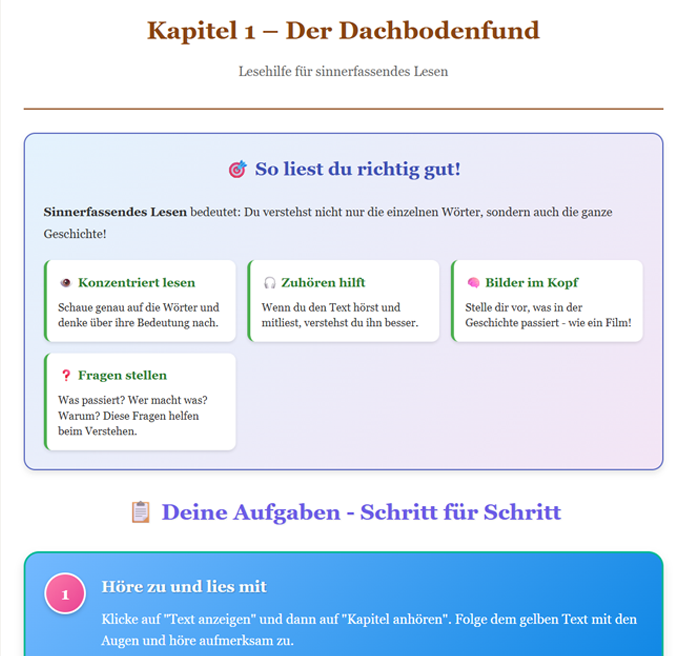 Kapitel 1 – Der Dachbodenfund
Lesehilfe für sinnerfassendes Lesen
So liest du richtig gut!
Sinnerfassendes Lesen bedeutet: Du verstehst nicht nur die einzelnen Wörter, sondern auch die ganze
Geschichte!
Konzentriert lesen
Schaue genau auf die Wörter und
denke über ihre Bedeutung nach.
Zuhören hilft
Wenn du den Text hörst und
mitliest, verstehst du ihn besser.
Bilder im Kopf
Stelle dir vor, was in der
Geschichte passiert - wie ein Film!
Fragen stellen
Was passiert? Wer macht was?
Warum? Diese Fragen helfen
beim Verstehen.
Deine Aufgaben - Schritt für Schritt
1
Höre zu und lies mit
Klicke auf "Text anzeigen" und dann auf "Kapitel anhören". Folge dem gelben Text mit den
Augen und höre aufmerksam zu.